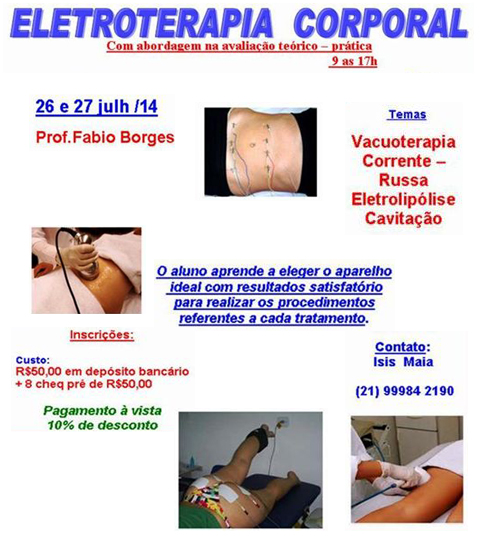 ELETROTERAPIA CORPORAL
Com abordagem na avaliação teórico – prática
9 as 17h
26 e 27 julh /14
Prof.Fabio Borges
Temas
Vacuoterapia
Corrente –
Russa
Eletrolipólise
Cavitação
O aluno aprende a eleger o aparelho
ideal com resultados satisfatório
para realizar os procedimentos
referentes a cada tratamento.
Inscrições:
Custo:
R$50,00 em depósito bancário
+ 8 cheq pré de R$50,00
Pagamento à vista
10% de desconto
Contato:
Isis Maia
(21) 99984 2190